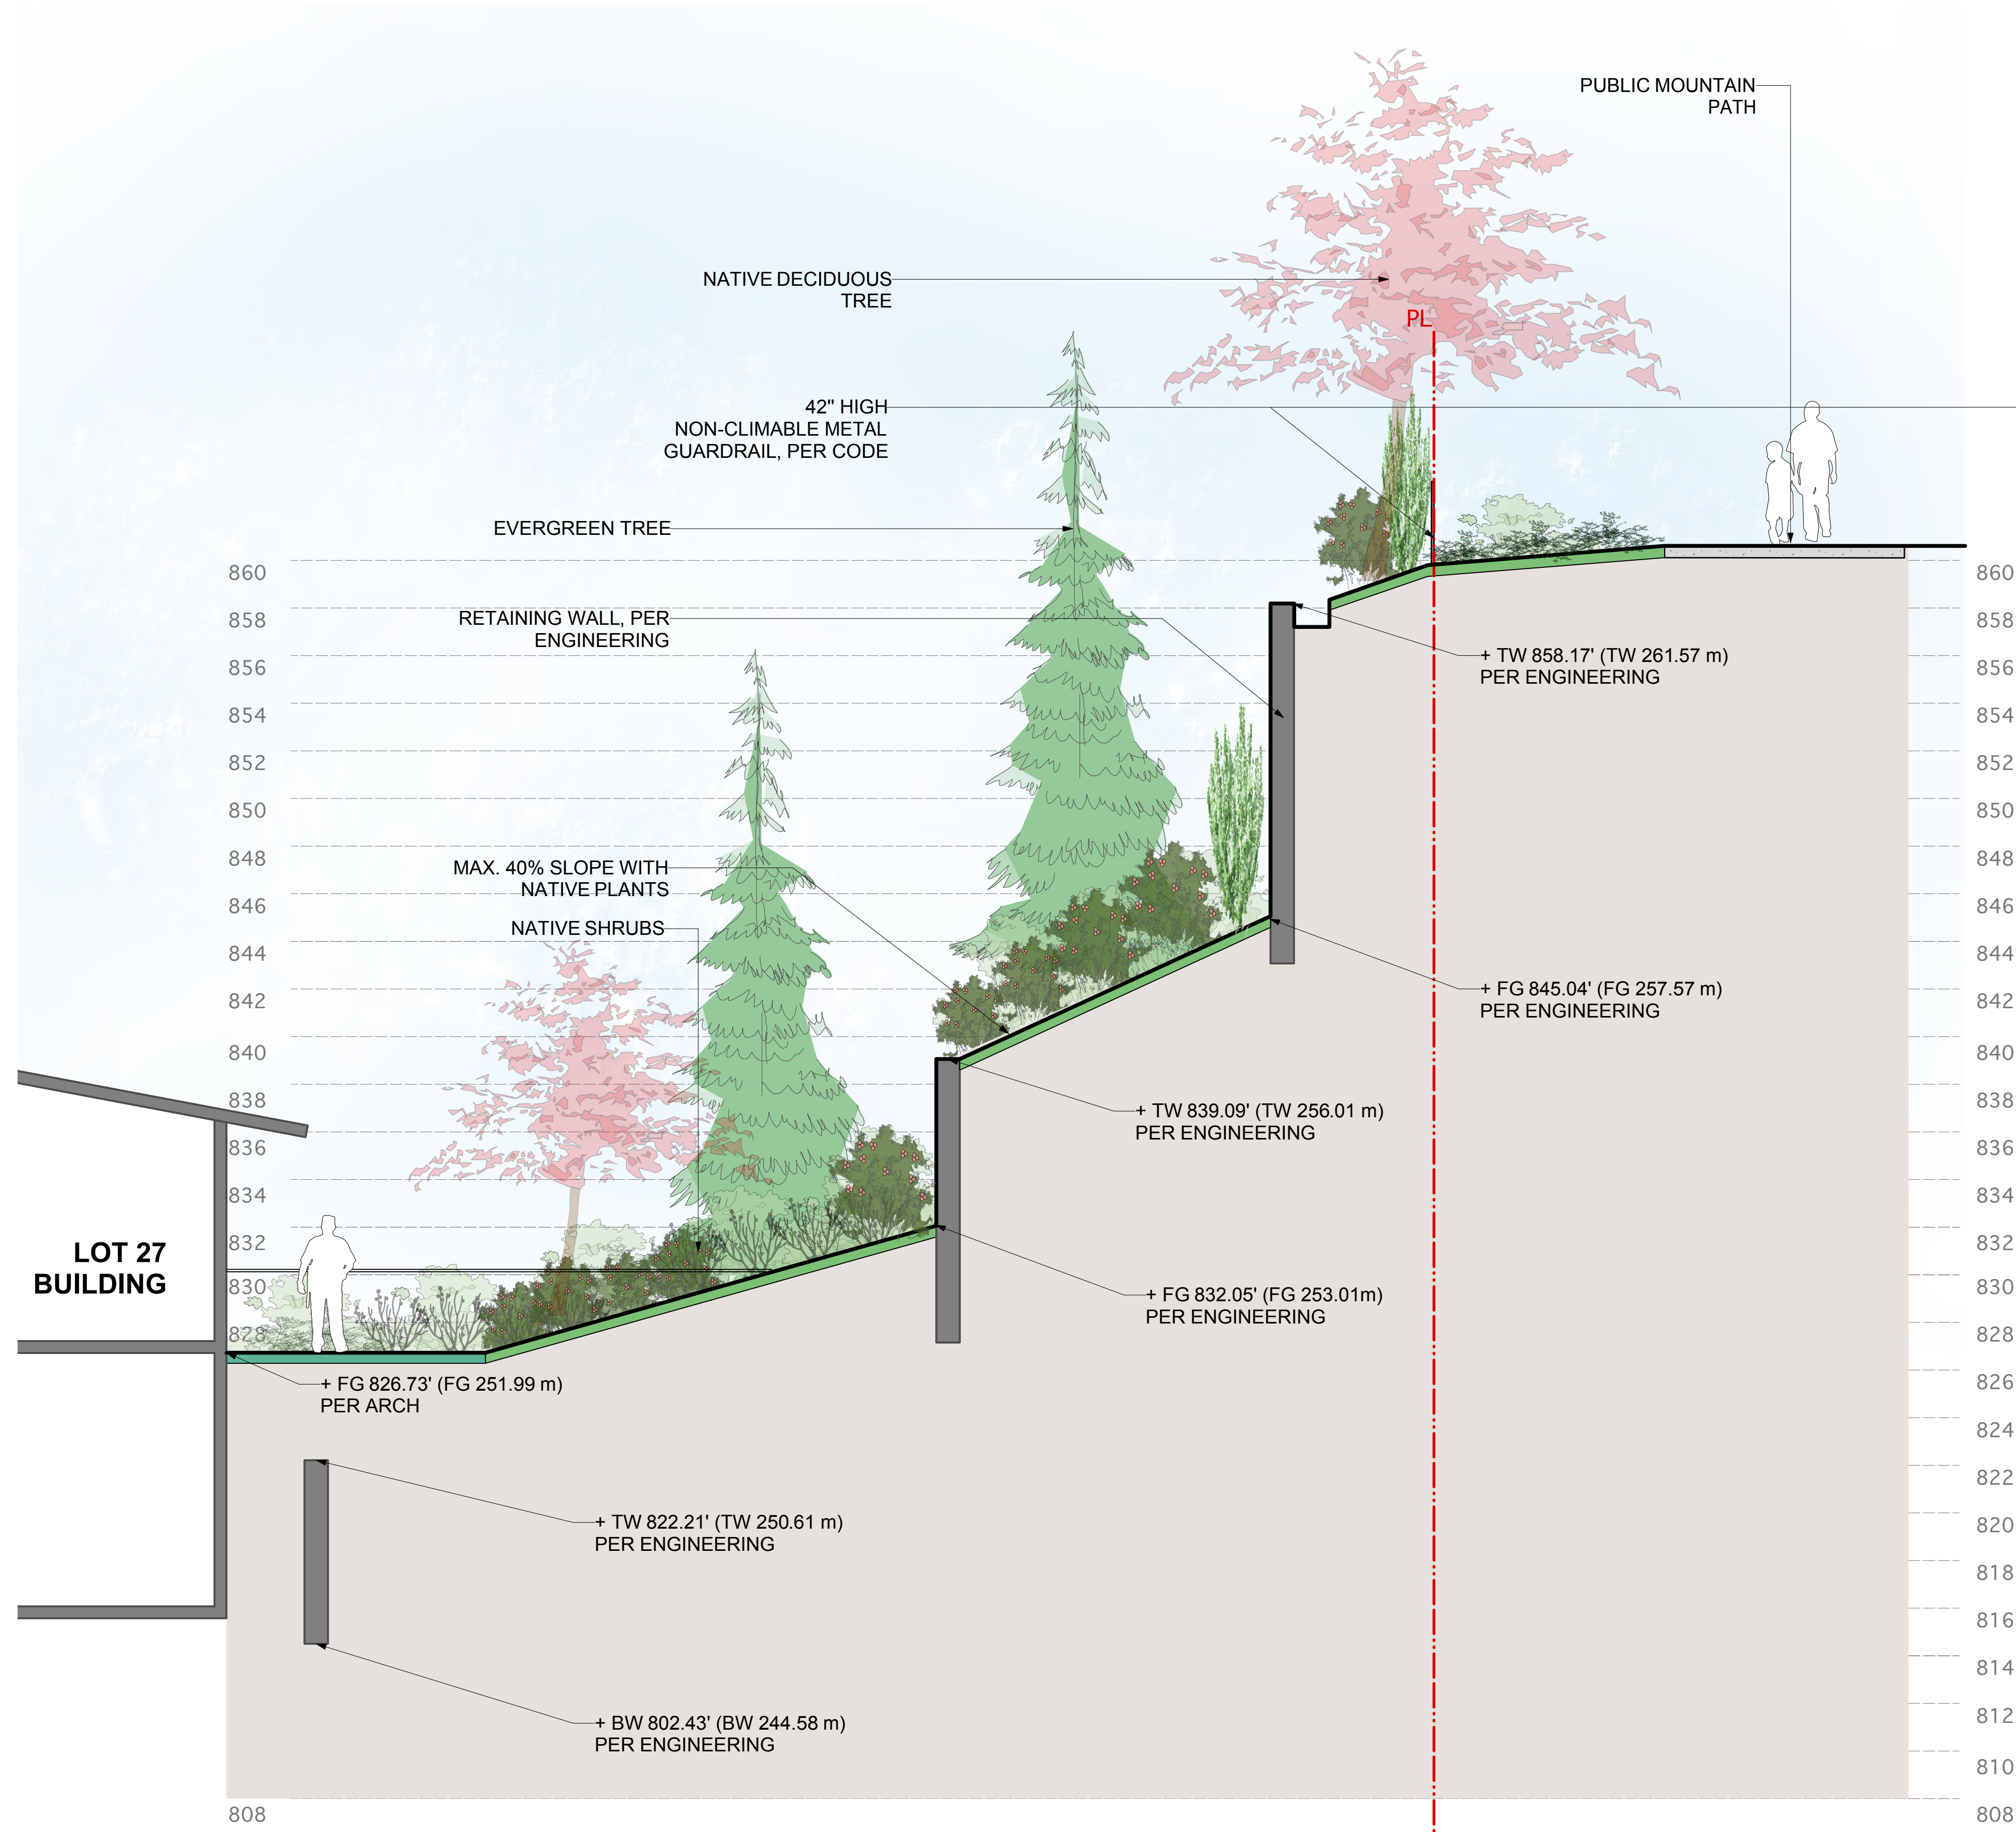 PUBLIC MOUNTAIN
PATH
NATIVE DECIDUOUS
TREE
PL
42" HIGH
NON-CLIMABLE METAL
GUARDRAIL, PER CODE
EVERGREEN TREE
860
860
RETAINING WALL, PER
ENGINEERING
858
858
+ TW 858.17' (TW 261.57 m)
PER ENGINEERING
856
856
854
854
852
852
850
850
848
848
MAX. 40% SLOPE WITH
NATIVE PLANTS
846
846
NATIVE SHRUBS
844
844
+ FG 845.04' (FG 257.57 m)
PER ENGINEERING
842
842
840
840
838
838
+ TW 839.09' (TW 256.01 m)
PER ENGINEERING
836
836
834
834
832
832
LOT 27
BUILDING
830
830
+ FG 832.05' (FG 253.01m)
PER ENGINEERING
828
828
+ FG 826.73' (FG 251.99 m)
PER ARCH
826
824
822
+ TW 822.21' (TW 250.61 m)
PER ENGINEERING
820
818
816
814
+ BW 802.43' (BW 244.58 m)
PER ENGINEERING
812
810
808
808